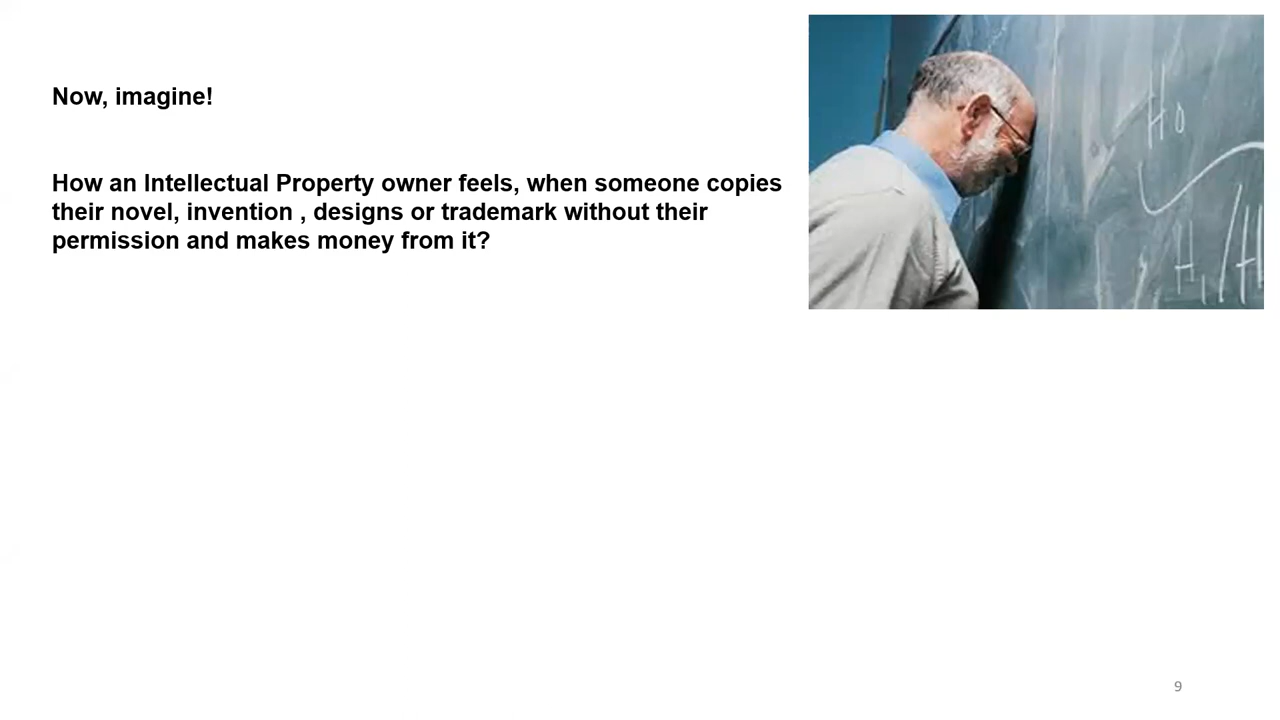 Now, imagine!
How an Intellectual Property owner feels, when someone copies
their novel, invention , designs or trademark without their
permission and makes money from it?
Ho
9